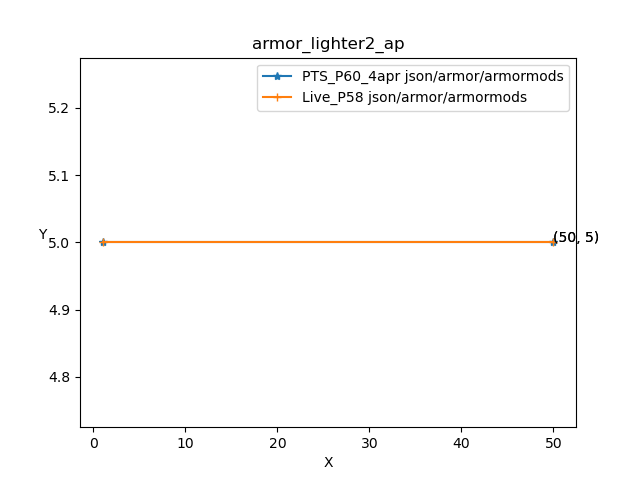 armor_lighter2_ap
PTS_P60_4apr json/armor/armormods
Live_P58 json/armor/armormods
5.2
5.1
Y
5.0
(50, 5)
4.9
4.8
0
10
20
30
40
50
X